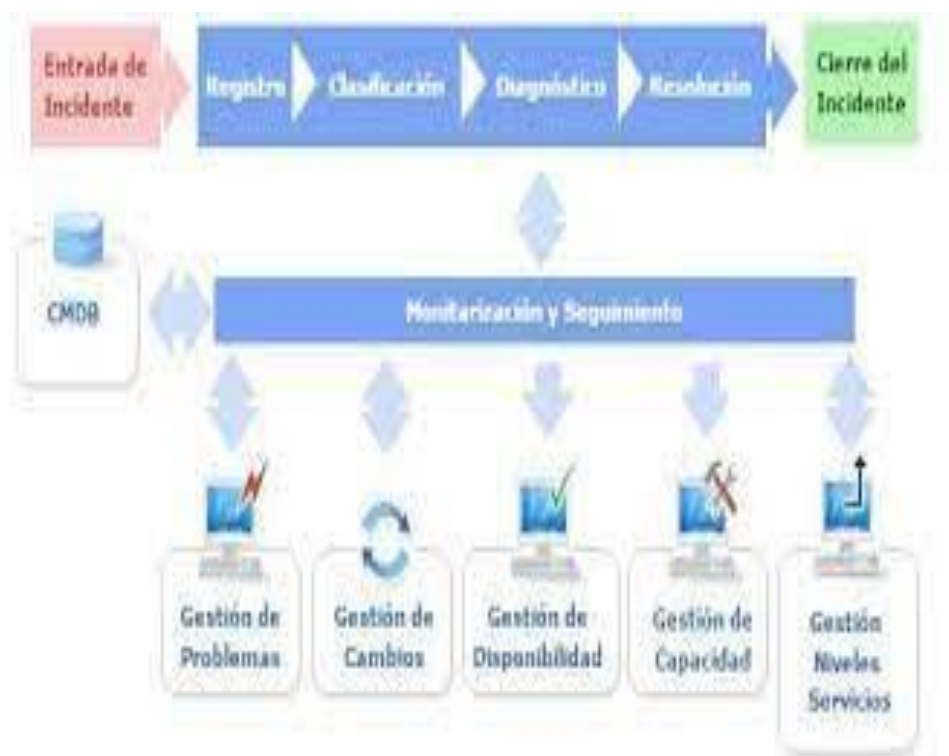 Entrada de
Incidente
Registro
Clasificación
Diagnóstico
Resolución
Cierre del
Incidente
CMDB
Monitarización y Seguimiento
Gestión de
Problemas
Gestión de
Cambios
Gestión de
Disponibilidad
Gestión de
Capacidad
Gestión
Niveles
Servicios